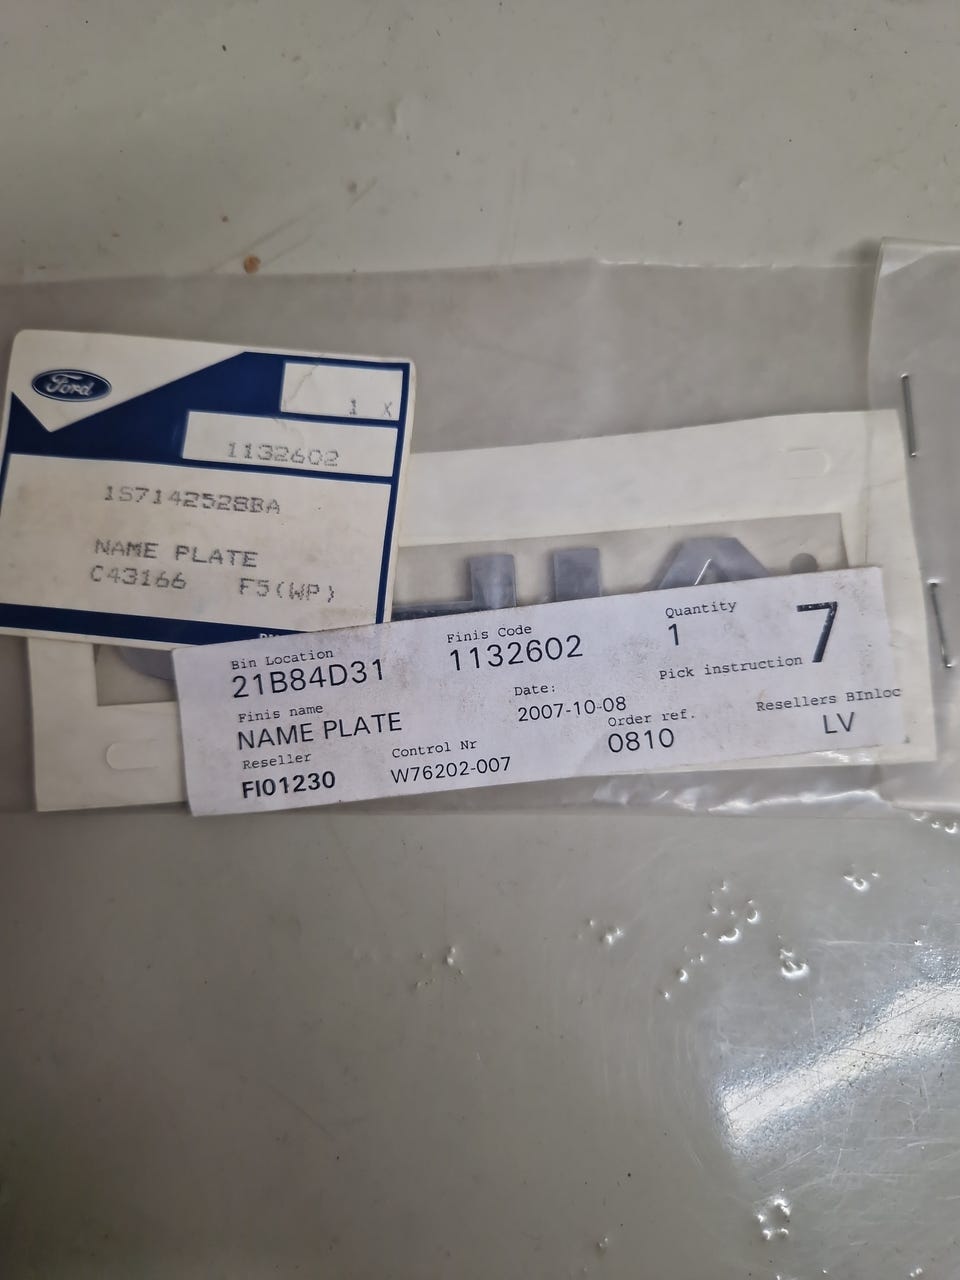 Ford
1 X
1132602
1S7142528BA
NAME PLATE
C43166 F5(WP)
Bin Location
21B84D31
Finis Code
1132602
Quantity
1
7
Finis name
NAME PLATE
Date:
2007-10-08
Pick instruction
Reseller
FI01230
Control Nr
W76202-007
Order ref.
0810
Resellers BInloc
LV